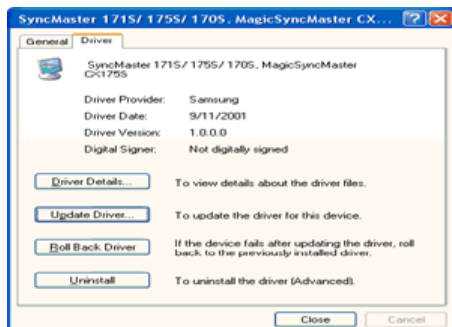 SyncMaster 171S/ 175S/ 170S, MagicSyncMaster CX...
General Driver
SyncMaster 171S/ 175S/ 170S, MagicSyncMaster
CX175S
Driver Provider: Samsung
Driver Date: 9/11/2001
Driver Version: 1.0.0.0
Digital Signer: Not digitally signed
Driver Details... To view details about the driver files.
Update Driver... To update the driver for this device.
Roll Back Driver If the device fails after updating the driver, roll
back to the previously installed driver.
Uninstall To uninstall the driver (Advanced).
Close Cancel